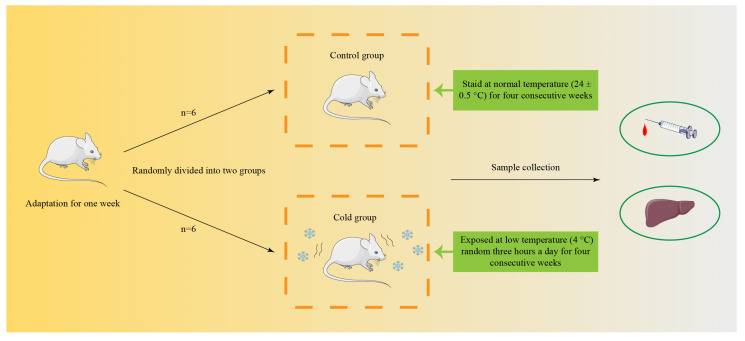 Control group
Staid at normal temperature (24 ±
0.5 °C) for four consecutive weeks
n=6
Adaptation for one week
Randomly divided into two groups
Sample collection
n=6
Cold group
Exposed at low temperature (4 °C)
random three hours a day for four
consecutive weeks